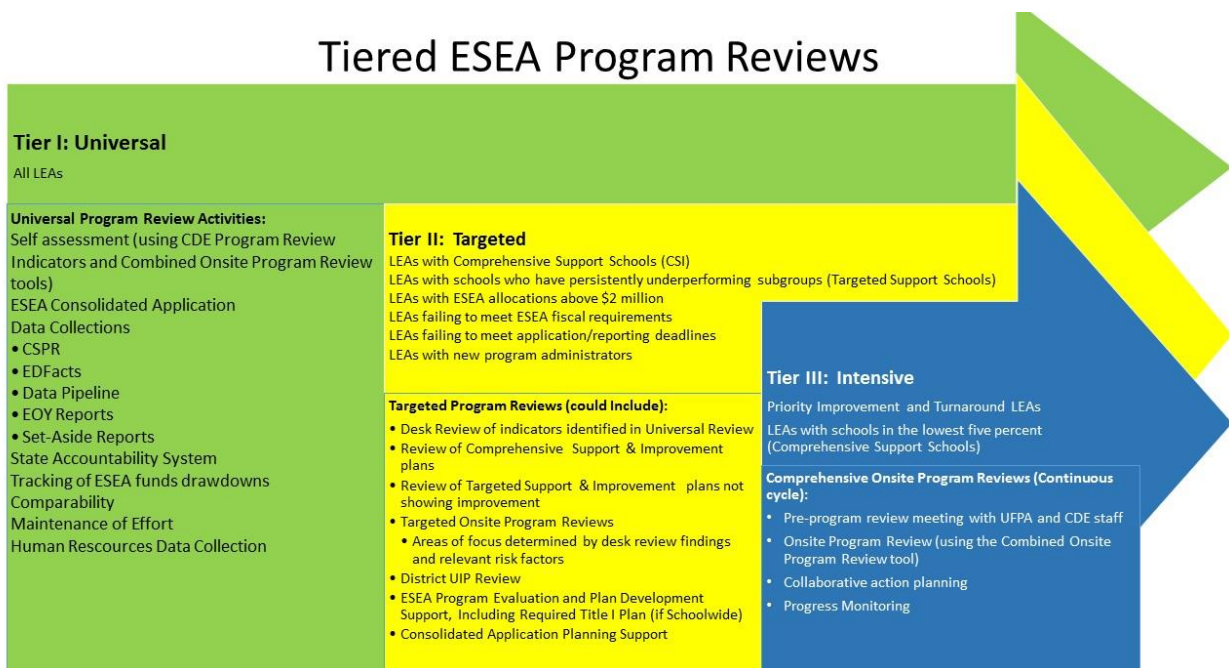 Tiered ESEA Program Reviews
Tier I: Universal
All LEAs
Universal Program Review Activities:
Self assessment (using CDE Program Review
Indicators and Combined Onsite Program Review
tools)
ESEA Consolidated Application
Data Collections
• CSPR
• EDFacts
• Data Pipeline
• EOY Reports
• Set-Aside Reports
State Accountability System
Tracking of ESEA funds drawdowns
Comparability
Maintenance of Effort
Human Rescources Data Collection
Tier II: Targeted
LEAs with Comprehensive Support Schools (CSI)
LEAs with schools who have persistently underperforming subgroups (Targeted Support Schools)
LEAs with ESEA allocations above $2 million
LEAs failing to meet ESEA fiscal requirements
LEAs failing to meet application/reporting deadlines
LEAs with new program administrators
Targeted Program Reviews (could Include):
• Desk Review of indicators identified in Universal Review
• Review of Comprehensive Support & Improvement
plans
• Review of Targeted Support & Improvement plans not
showing improvement
• Targeted Onsite Program Reviews
• Areas of focus determined by desk review findings
and relevant risk factors
• District UIP Review
• ESEA Program Evaluation and Plan Development
Support, Including Required Title I Plan (if Schoolwide)
• Consolidated Application Planning Support
Tier III: Intensive
Priority Improvement and Turnaround LEAs
LEAs with schools in the lowest five percent
(Comprehensive Support Schools)
Comprehensive Onsite Program Reviews (Continuous
cycle):
• Pre-program review meeting with UFPA and CDE staff
• Onsite Program Review (using the Combined Onsite
Program Review tool)
• Collaborative action planning
• Progress Monitoring